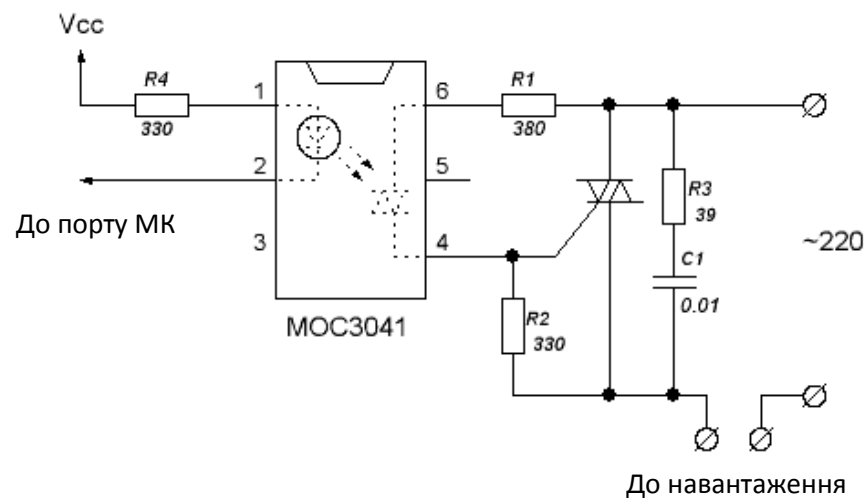 Vcc
R4
330
1
2
3
6
5
4
До порту МК
MOC3041
R1
380
R2
330
R3
39
C1
0.01
~220
До навантаження